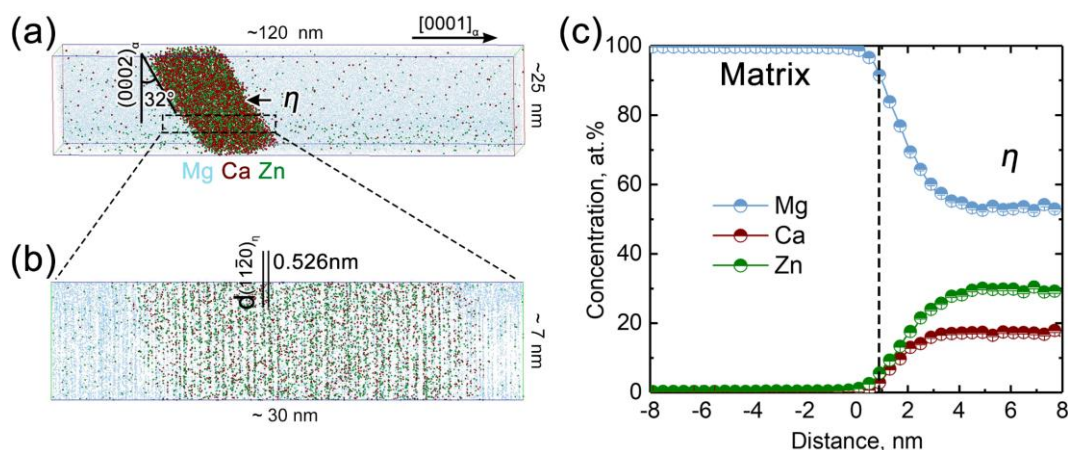 (a)
~120 nm
[0001]α
(0002)α
32°
η
~25 nm
Mg Ca Zn
(b)
d(112̄0)η
0.526nm
~ 7 nm
~ 30 nm
(c)
Concentration, at.%
100
80
60
40
20
0
Matrix
η
Mg
Ca
Zn
-8 -6 -4 -2 0 2 4 6 8
Distance, nm